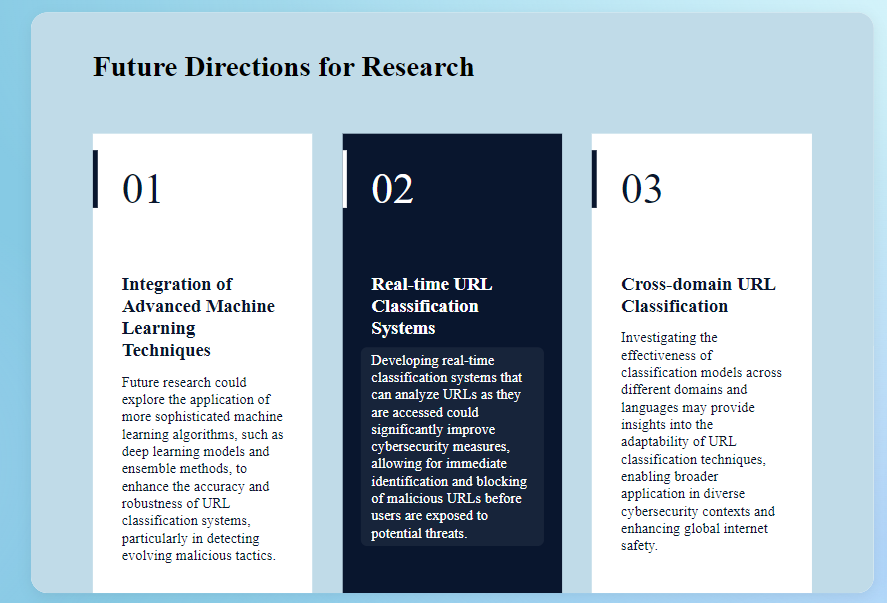 Future Directions for Research
01
Integration of
Advanced Machine
Learning
Techniques
Future research could
explore the application of
more sophisticated machine
learning algorithms, such as
deep learning models and
ensemble methods, to
enhance the accuracy and
robustness of URL
classification systems,
particularly in detecting
evolving malicious tactics.
02
Real-time URL
Classification
Systems
Developing real-time
classification systems that
can analyze URLs as they
are accessed could
significantly improve
cybersecurity measures,
allowing for immediate
identification and blocking
of malicious URLs before
users are exposed to
potential threats.
03
Cross-domain URL
Classification
Investigating the
effectiveness of
classification models across
different domains and
languages may provide
insights into the
adaptability of URL
classification techniques,
enabling broader
application in diverse
cybersecurity contexts and
enhancing global internet
safety.